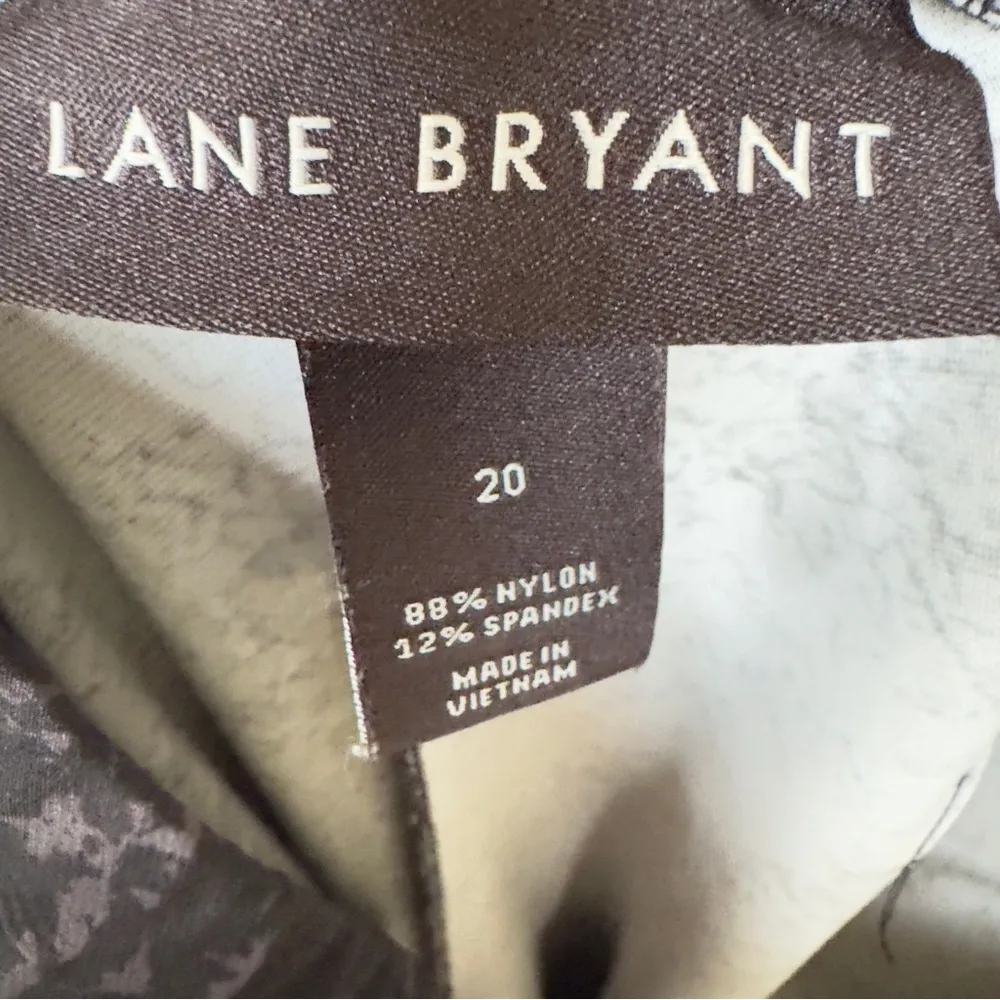 LANE BRYANT
20
88% NYLON
12% SPANDEX
MADE IN
VIETNAM